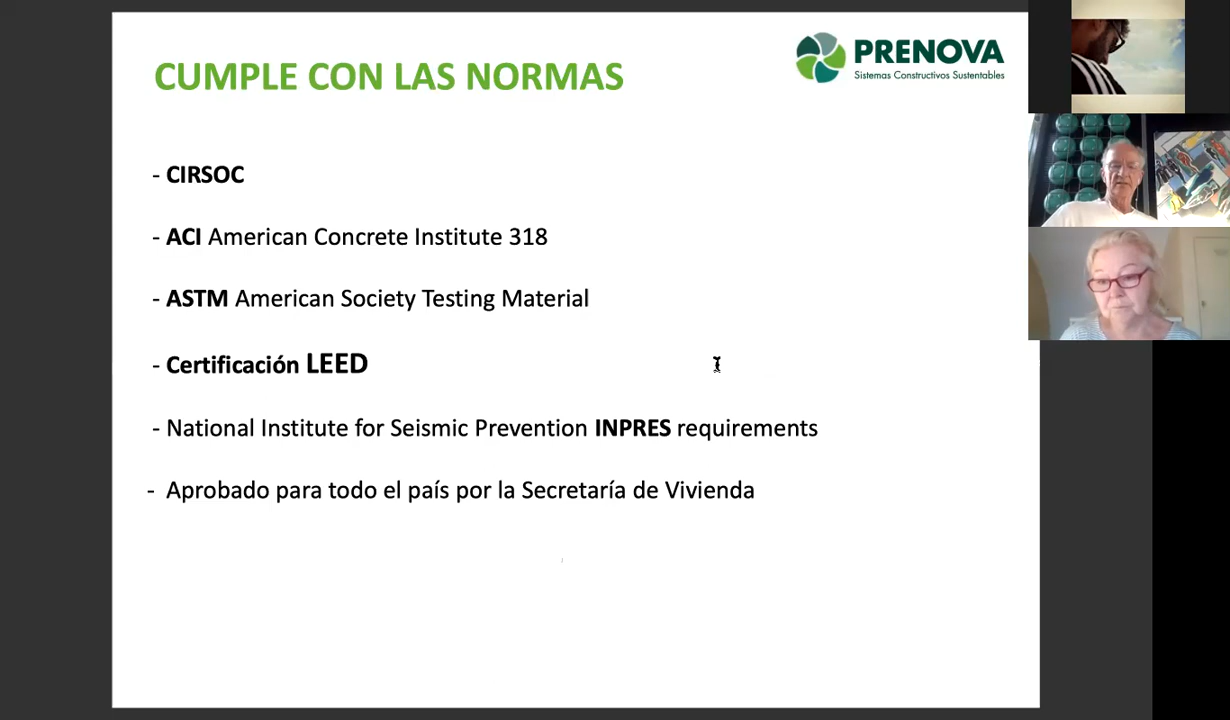 CUMPLE CON LAS NORMAS
PRENOVA
Sistemas Constructivos Sustentables
- CIRSOC
- ACI American Concrete Institute 318
- ASTM American Society Testing Material
- Certificación LEED
- National Institute for Seismic Prevention INPRES requirements
- Aprobado para todo el país por la Secretaría de Vivienda